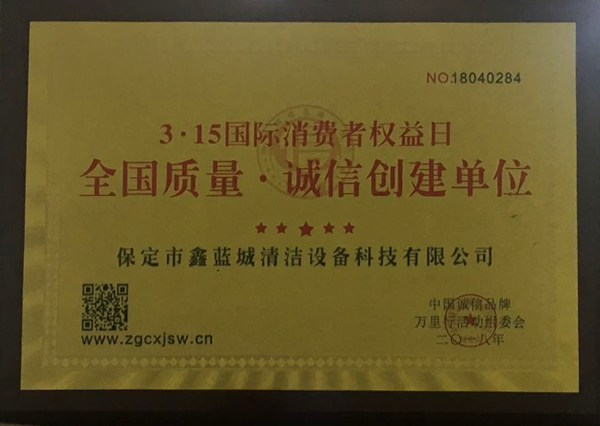 NO.18040284
3·15国际消费者权益日
全国质量·诚信创建单位
保定市鑫蓝城清洁设备科技有限公司
www.zgcxjsw.cn
中国诚信品牌
万里行活动组委会
二〇一八年